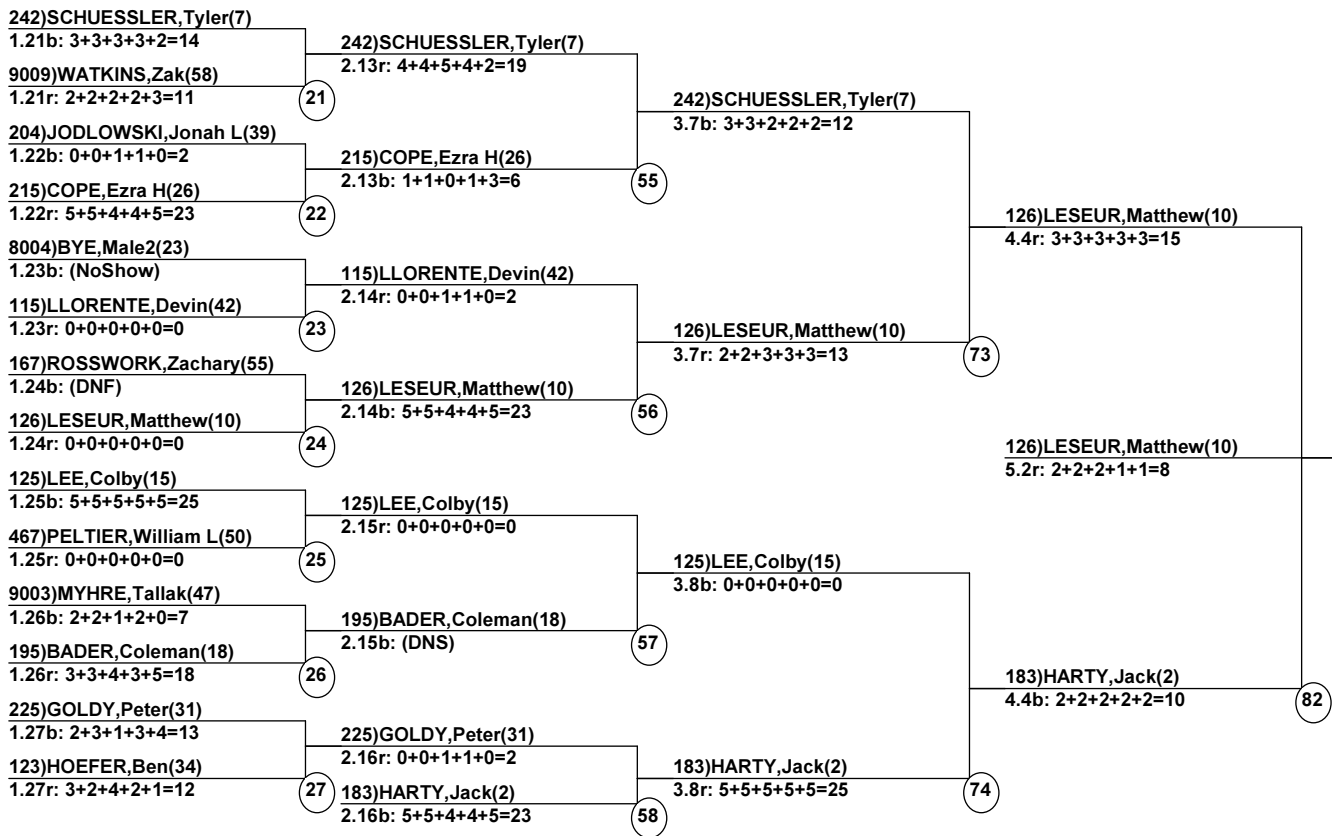 242)SCHUESSLER,Tyler(7)
1.21b: 3+3+3+3+2=14
9009)WATKINS,Zak(58)
1.21r: 2+2+2+2+3=11
21
204)JODLOWSKI,Jonah L(39)
1.22b: 0+0+1+1+0=2
215)COPE,Ezra H(26)
1.22r: 5+5+4+4+5=23
22
8004)BYE,Male2(23)
1.23b: (NoShow)
115)LLORENTE,Devin(42)
1.23r: 0+0+0+0+0=0
23
167)ROSSWORK,Zachary(55)
1.24b: (DNF)
126)LESEUR,Matthew(10)
1.24r: 0+0+0+0+0=0
24
125)LEE,Colby(15)
1.25b: 5+5+5+5+5=25
467)PELTIER,William L(50)
1.25r: 0+0+0+0+0=0
25
9003)MYHRE,Tallak(47)
1.26b: 2+2+1+2+0=7
195)BADER,Coleman(18)
1.26r: 3+3+4+3+5=18
26
225)GOLDY,Peter(31)
1.27b: 2+3+1+3+4=13
123)HOEFER,Ben(34)
1.27r: 3+2+4+2+1=12
27
242)SCHUESSLER,Tyler(7)
2.13r: 4+4+5+4+2=19
215)COPE,Ezra H(26)
2.13b: 1+1+0+1+3=6
55
115)LLORENTE,Devin(42)
2.14r: 0+0+1+1+0=2
126)LESEUR,Matthew(10)
2.14b: 5+5+4+4+5=23
56
125)LEE,Colby(15)
2.15r: 0+0+0+0+0=0
195)BADER,Coleman(18)
2.15b: (DNS)
57
225)GOLDY,Peter(31)
2.16r: 0+0+1+1+0=2
183)HARTY,Jack(2)
2.16b: 5+5+4+4+5=23
58
242)SCHUESSLER,Tyler(7)
3.7b: 3+3+2+2+2=12
126)LESEUR,Matthew(10)
3.7r: 2+2+3+3+3=13
73
125)LEE,Colby(15)
3.8b: 0+0+0+0+0=0
183)HARTY,Jack(2)
3.8r: 5+5+5+5+5=25
74
126)LESEUR,Matthew(10)
4.4r: 3+3+3+3+3=15
126)LESEUR,Matthew(10)
5.2r: 2+2+2+1+1=8
183)HARTY,Jack(2)
4.4b: 2+2+2+2+2=10
82